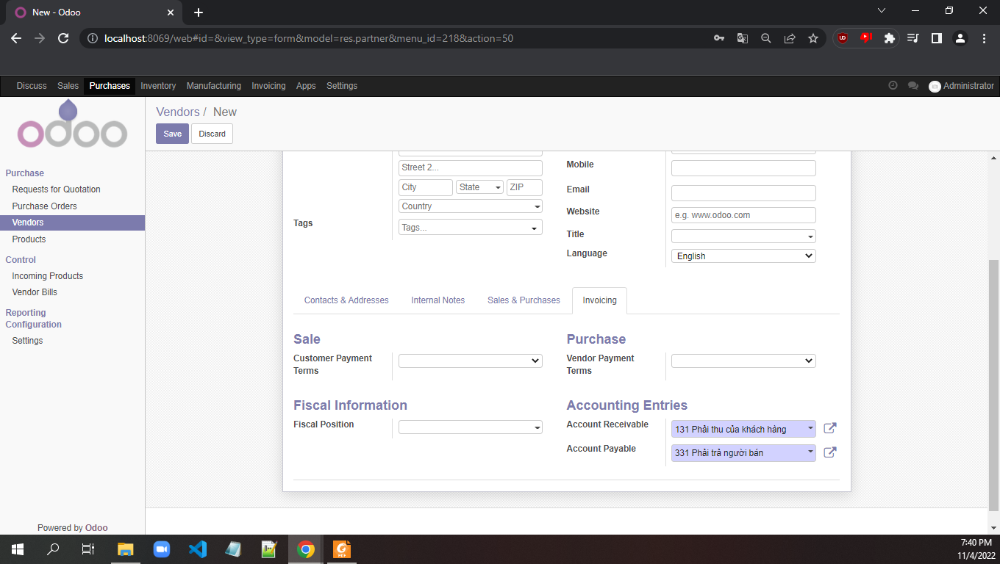 New - Odoo
localhost:8069/web#id=&view_type=form&model=res.partner&menu_id=218&action=50
Discuss Sales Purchases Inventory Manufacturing Invoicing Apps Settings Administrator
odoo
Vendors / New
Save Discard
Purchase
Requests for Quotation
Purchase Orders
Vendors
Products
Control
Incoming Products
Vendor Bills
Reporting
Configuration
Settings
Powered by Odoo
Street 2...
City State ZIP
Country
Tags Tags...
Mobile
Email
Website e.g. www.odoo.com
Title
Language English
Contacts & Addresses Internal Notes Sales & Purchases Invoicing
Sale
Customer Payment
Terms
Purchase
Vendor Payment
Terms
Fiscal Information
Fiscal Position
Accounting Entries
Account Receivable 131 Phải thu của khách hàng
Account Payable 331 Phải trả người bán
7:40 PM
11/4/2022